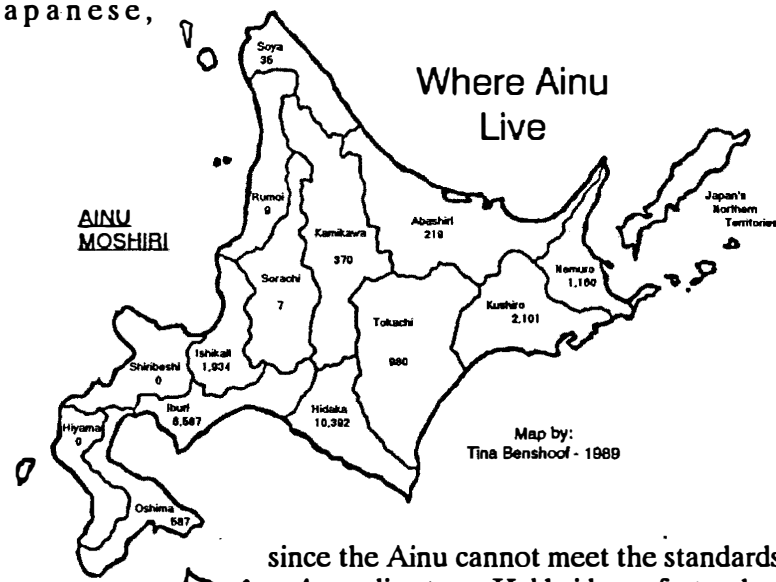 apanese,
Where Ainu
Live
Soya
35
Rumoi
9
AINU
MOSHIRI
Kamikawa
370
Abashiri
219
Japan's
Northern
Territories
Sorachi
7
Nemuro
1,160
Kushiro
2,101
Tokachi
980
Ishikari
1,934
Shiribeshi
0
Iburi
6,587
Hidaka
10,392
Hiyama
0
Map by:
Tina Benshoof - 1989
Oshima
587
since the Ainu cannot meet the standards